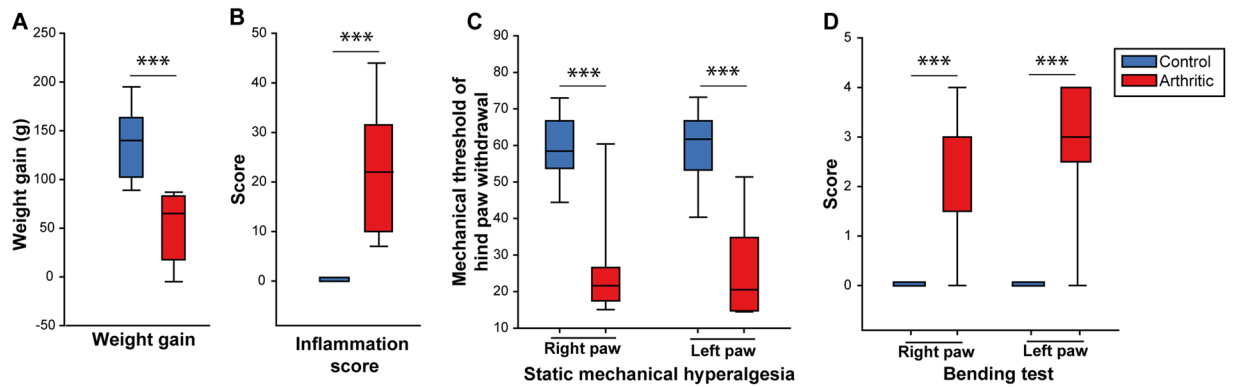 A
Weight gain (g)
250
200
150
100
50
0
-50
***
Weight gain
B
Score
50
40
30
20
10
0
***
Inflammation
score
C
Mechanical threshold of
hind paw withdrawal
90
80
70
60
50
40
30
20
10
***
***
Right paw
Left paw
Static mechanical hyperalgesia
D
Score
5
4
3
2
1
0
***
***
Right paw
Left paw
Bending test
Control
Arthritic